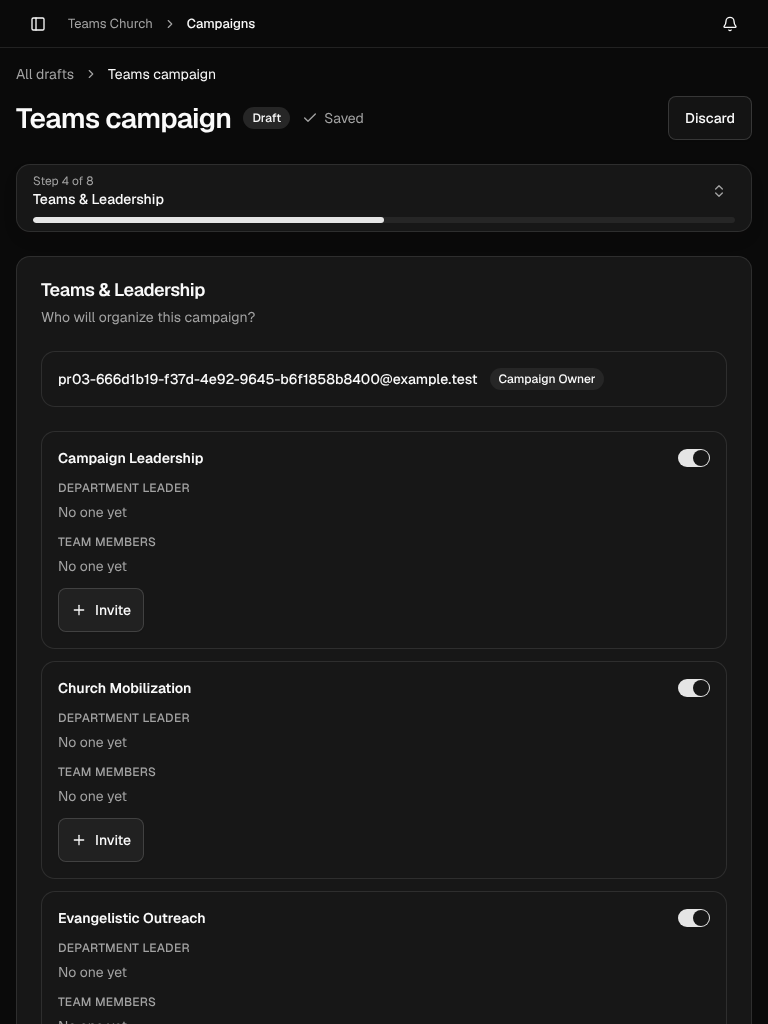 Teams Church > Campaigns
All drafts > Teams campaign
Teams campaign Draft Saved Discard
Step 4 of 8
Teams & Leadership
Teams & Leadership
Who will organize this campaign?
pr03-666d1b19-f37d-4e92-9645-b6f1858b8400@example.test Campaign Owner
Campaign Leadership
DEPARTMENT LEADER
No one yet
TEAM MEMBERS
No one yet
+ Invite
Church Mobilization
DEPARTMENT LEADER
No one yet
TEAM MEMBERS
No one yet
+ Invite
Evangelistic Outreach
DEPARTMENT LEADER
No one yet
TEAM MEMBERS